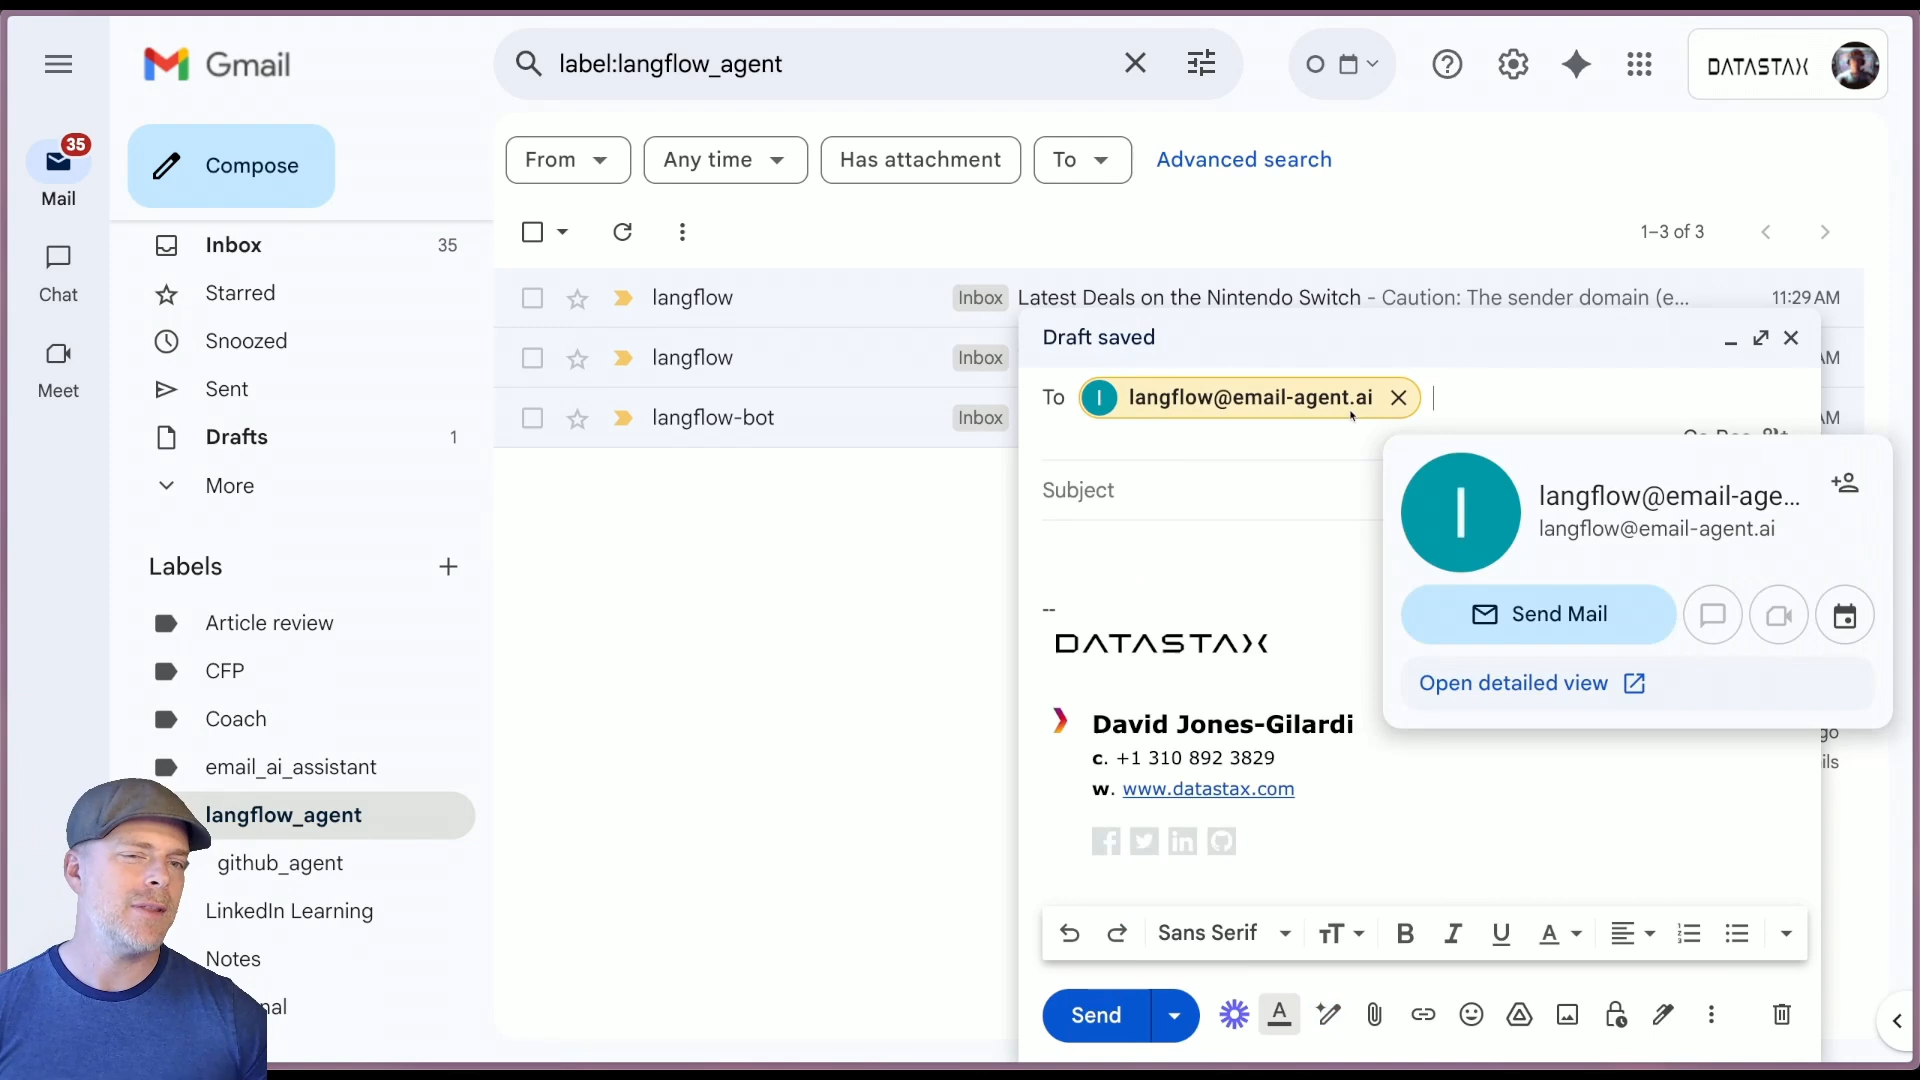 Gmail
label:langflow_agent
DATASTAX
35
Mail
Chat
Meet
Compose
Inbox 35
Starred
Snoozed
Sent
Drafts 1
More
Labels
Article review
CFP
Coach
email_ai_assistant
langflow_agent
github_agent
LinkedIn Learning
Notes
From
Any time
Has attachment
To
Advanced search
1–3 of 3
langflow Inbox Latest Deals on the Nintendo Switch - Caution: The sender domain (e... 11:29 AM
langflow Inbox AM
langflow-bot Inbox AM
Draft saved
To l langflow@email-agent.ai
Subject
--
DATASTAX
David Jones-Gilardi
c. +1 310 892 3829
w. www.datastax.com
Sans Serif
Send
l
langflow@email-age...
langflow@email-agent.ai
Send Mail
Open detailed view